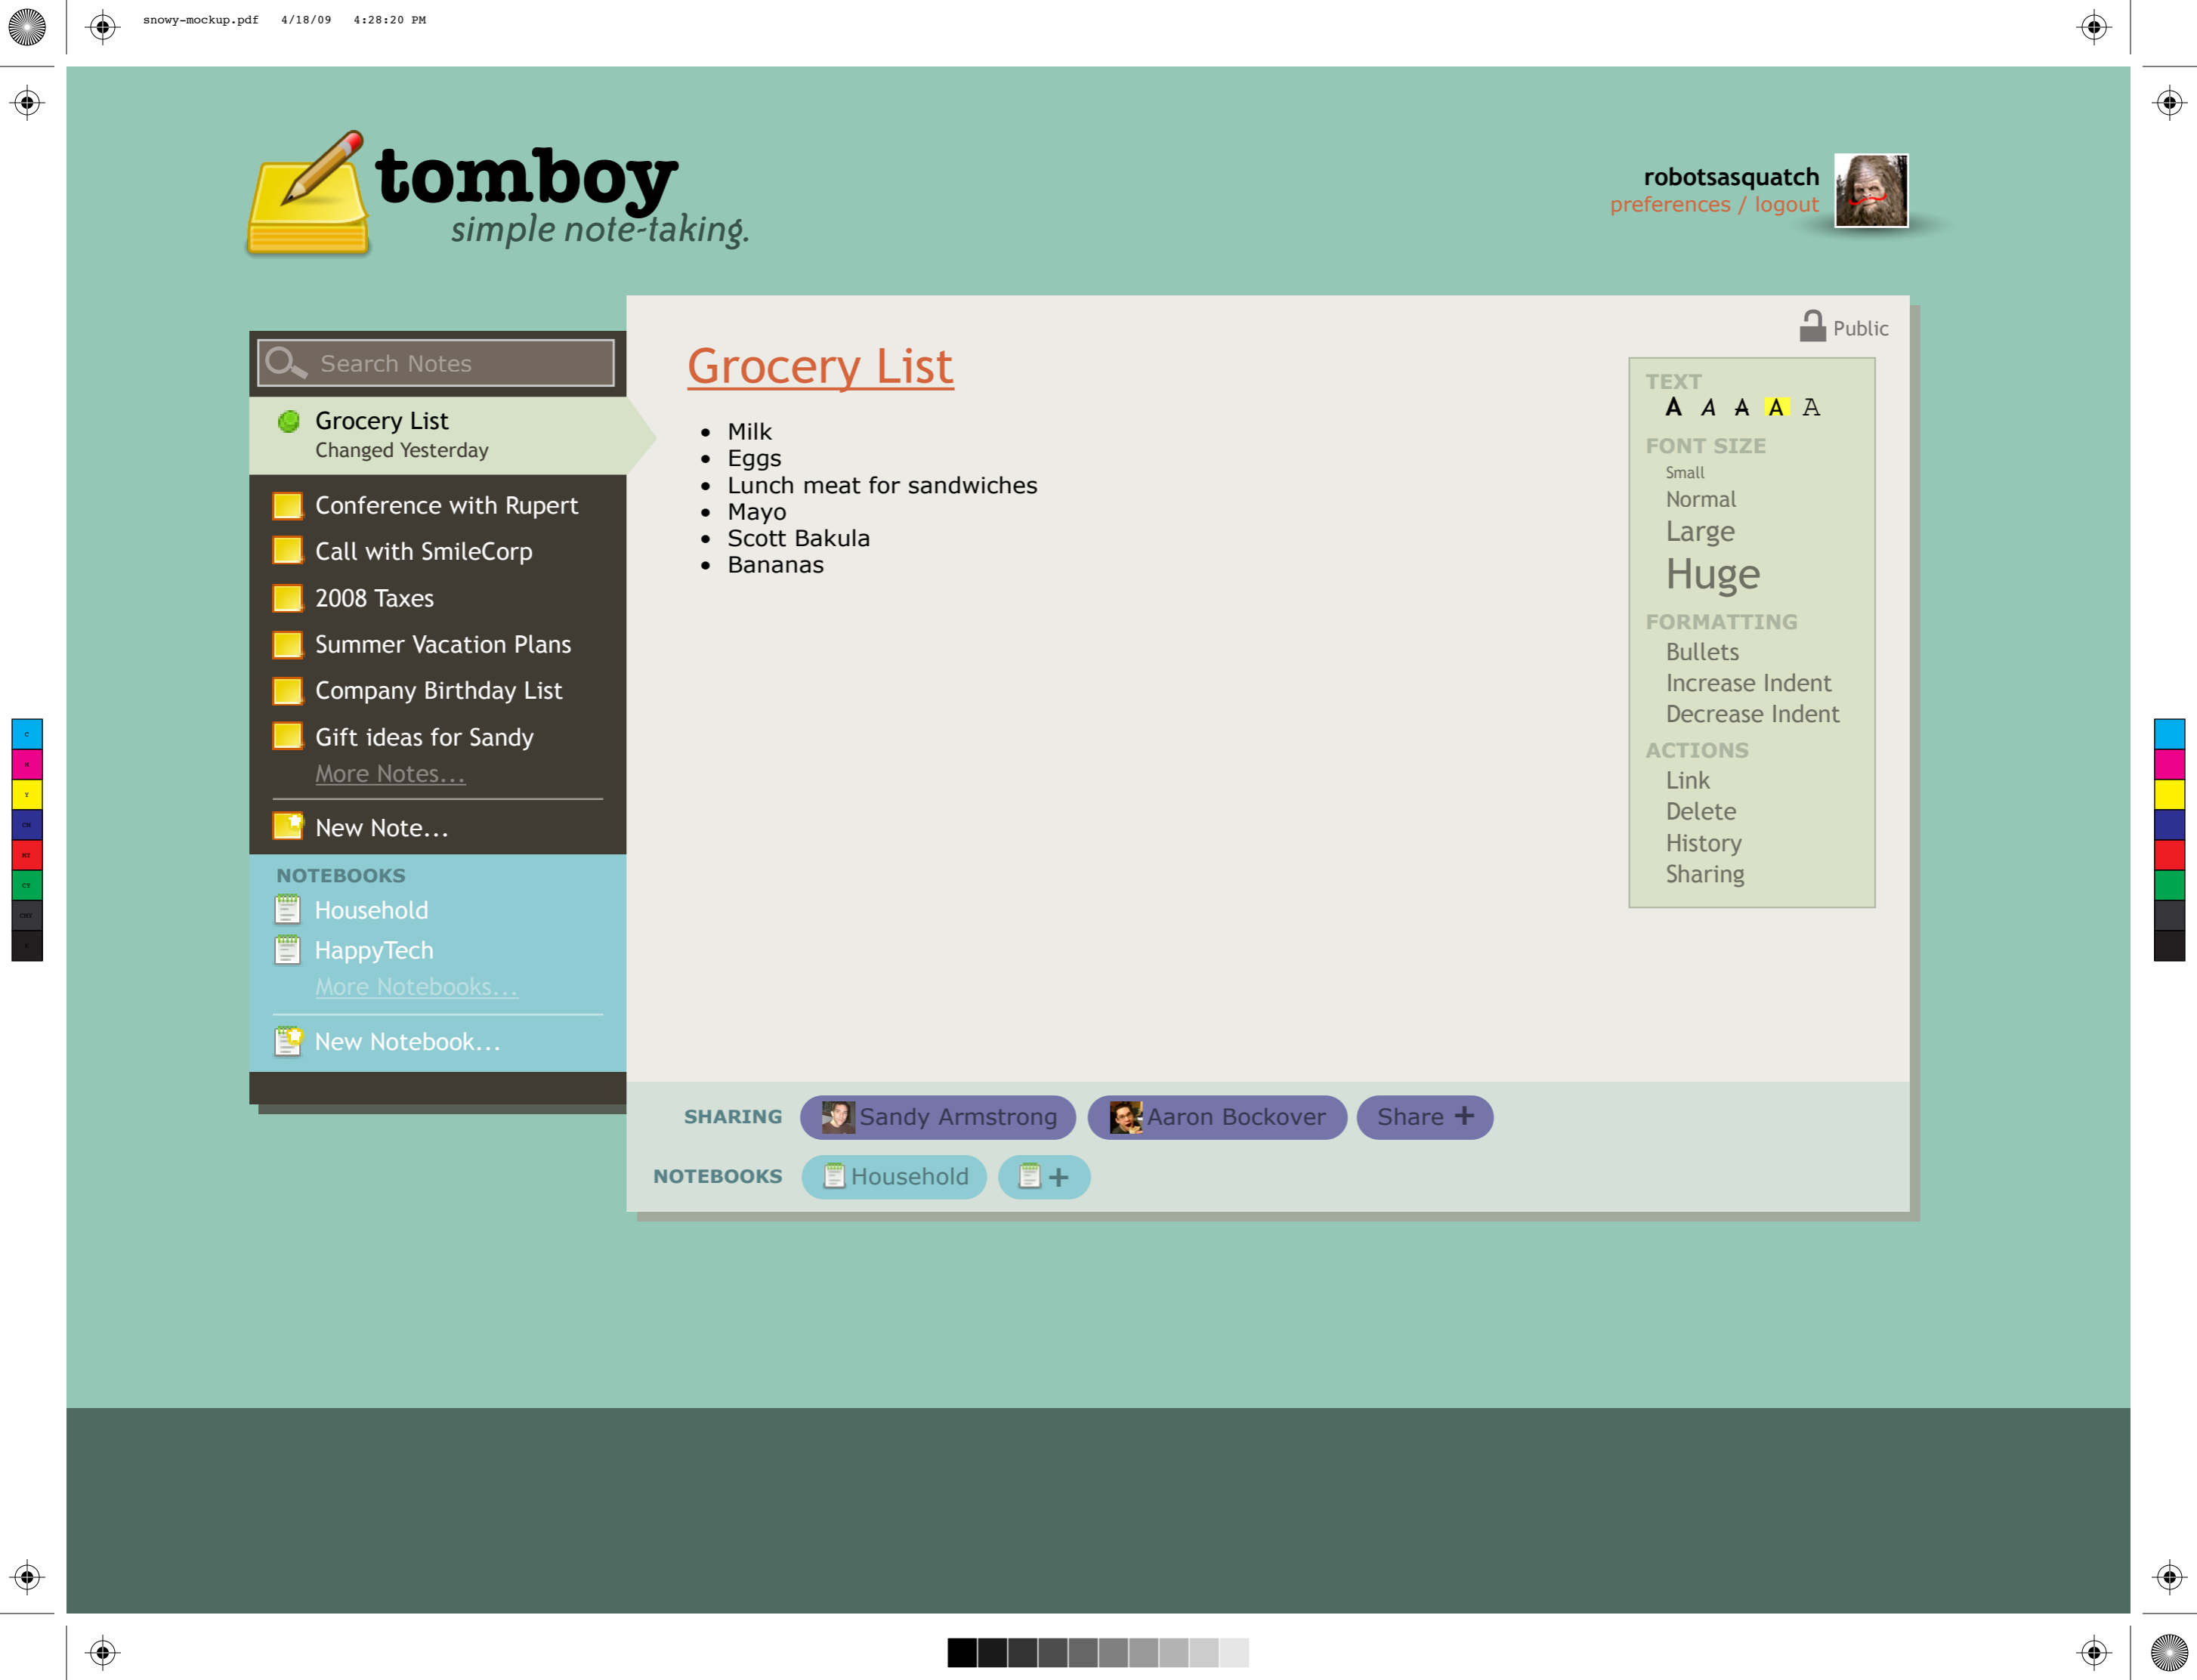 snowy-mockup.pdf 4/18/09 4:28:20 PM
tomboy
simple note-taking.
robotsasquatch
preferences / logout
Search Notes
Grocery List
Changed Yesterday
Conference with Rupert
Call with SmileCorp
2008 Taxes
Summer Vacation Plans
Company Birthday List
Gift ideas for Sandy
More Notes...
New Note...
NOTEBOOKS
Household
HappyTech
More Notebooks...
New Notebook...
Public
Grocery List
• Milk
• Eggs
• Lunch meat for sandwiches
• Mayo
• Scott Bakula
• Bananas
TEXT
A A A A A
FONT SIZE
Small
Normal
Large
Huge
FORMATTING
Bullets
Increase Indent
Decrease Indent
ACTIONS
Link
Delete
History
Sharing
SHARING Sandy Armstrong Aaron Bockover Share +
NOTEBOOKS Household +
C
M
Y
CM
MY
CY
CMY
K